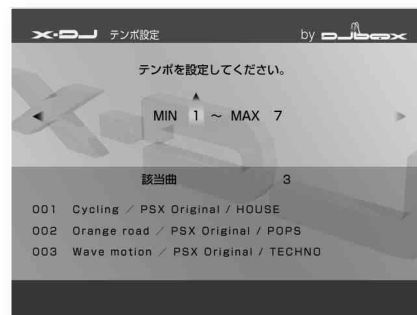 X-DJ テンポ設定 by DJbox
テンポを設定してください。
MIN 1 ～ MAX 7
該当曲 3
001 Cycling ／ PSX Original / HOUSE
002 Orange road ／ PSX Original / POPS
003 Wave motion ／ PSX Original / TECHNO